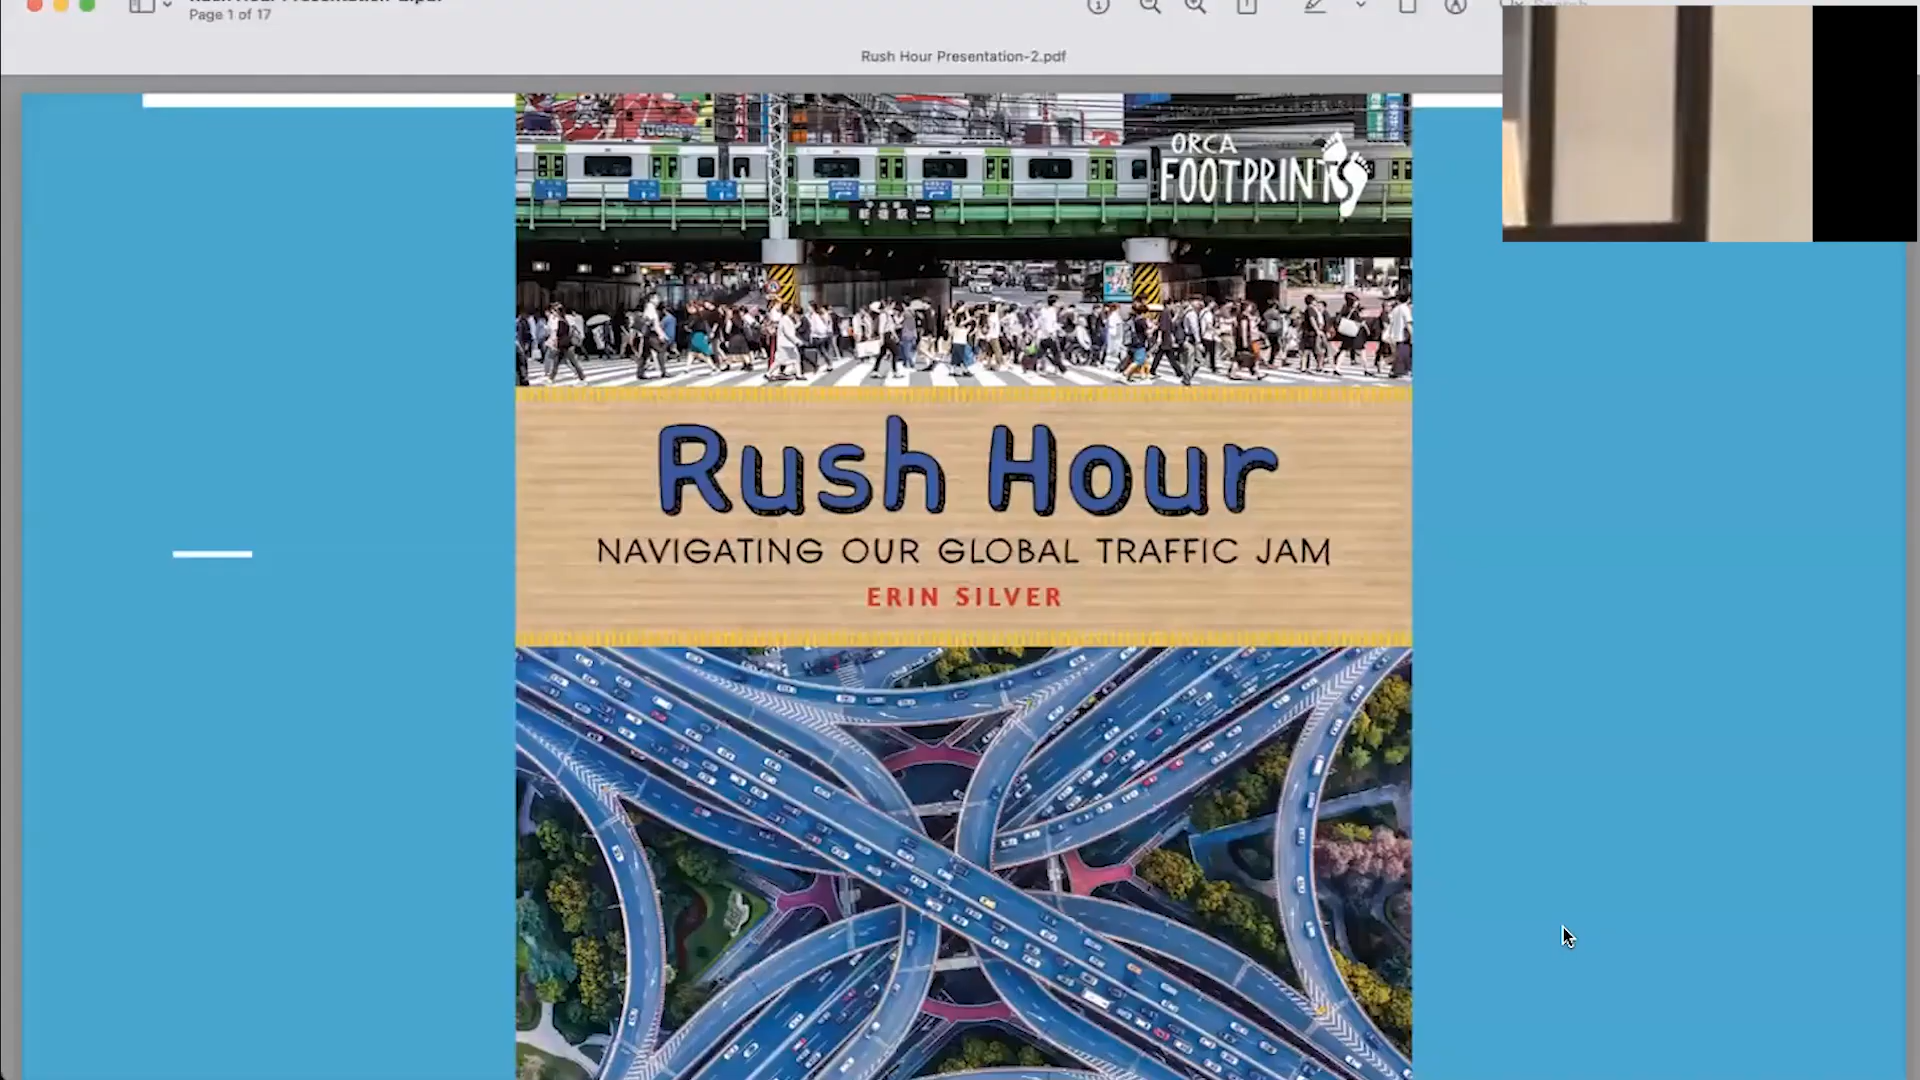 Page 1 of 17
Rush Hour Presentation-2.pdf
ORCA
FOOTPRINTS
Rush Hour
NAVIGATING OUR GLOBAL TRAFFIC JAM
ERIN SILVER